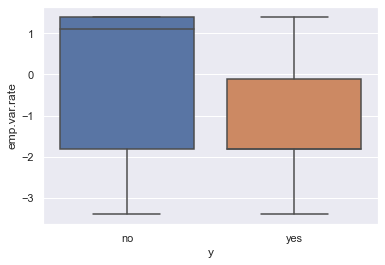 1
0
−1
−2
−3
emp.var.rate
no yes
y